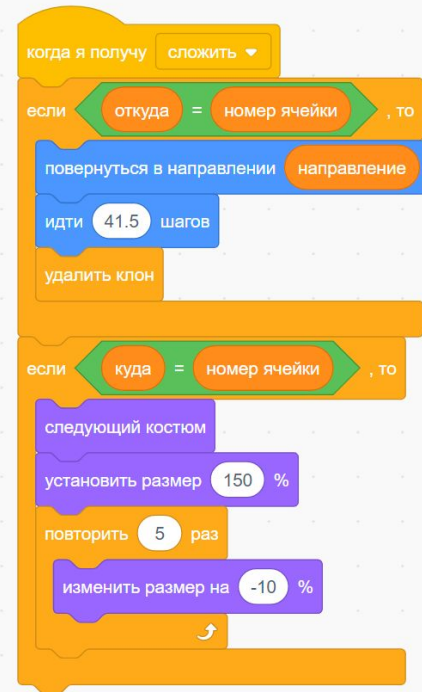 когда я получу сложить
если откуда = номер ячейки , то
повернуться в направлении направление
идти 41.5 шагов
удалить клон
если куда = номер ячейки , то
следующий костюм
установить размер 150 %
повторить 5 раз
изменить размер на -10 %